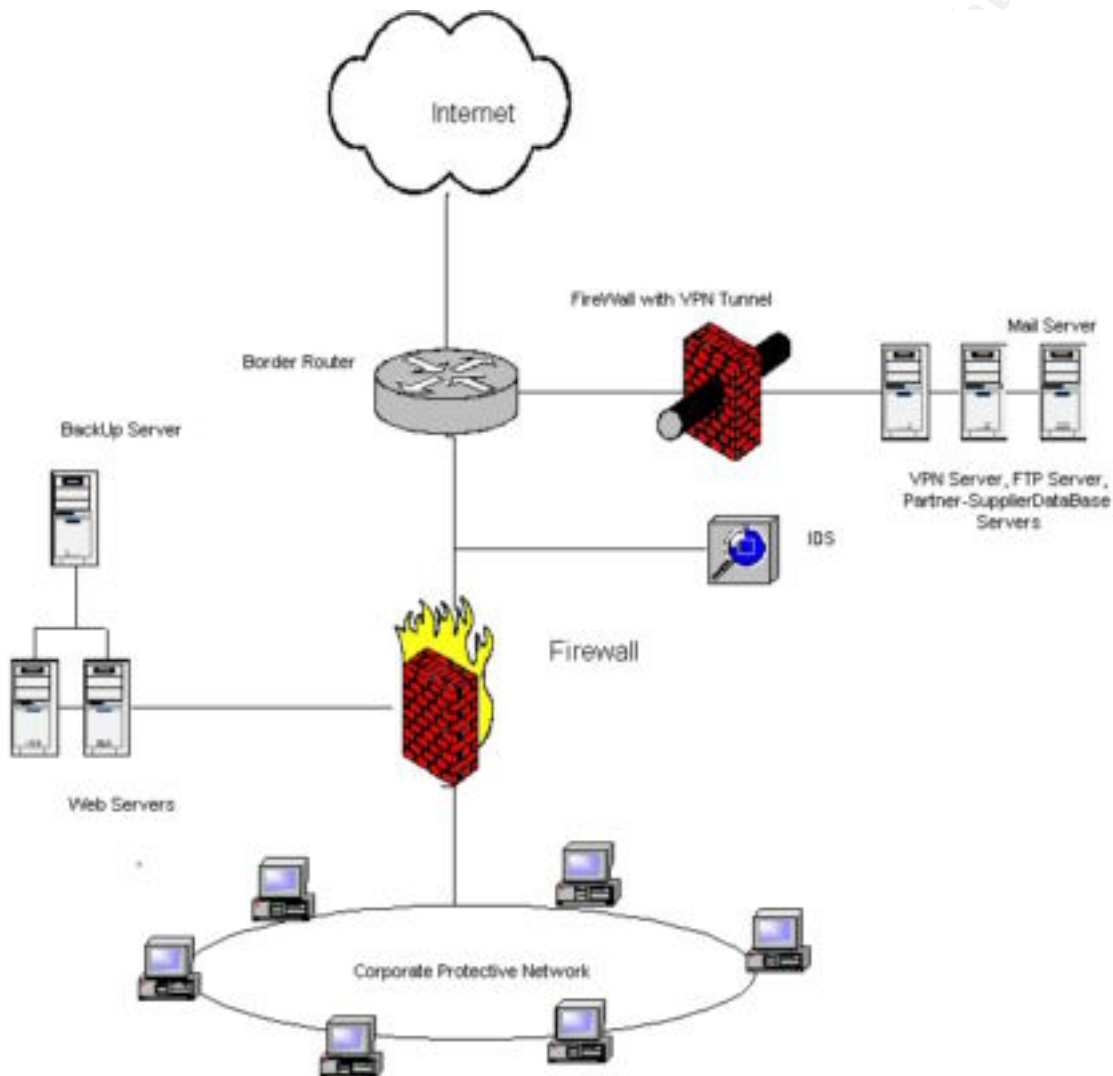 Internet
FireWall with VPN Tunnel
Mail Server
Border Router
BackUp Server
VPN Server, FTP Server,
Partner-SupplierDataBase
Servers
IDS
Firewall
Web Servers
Corporate Protective Network